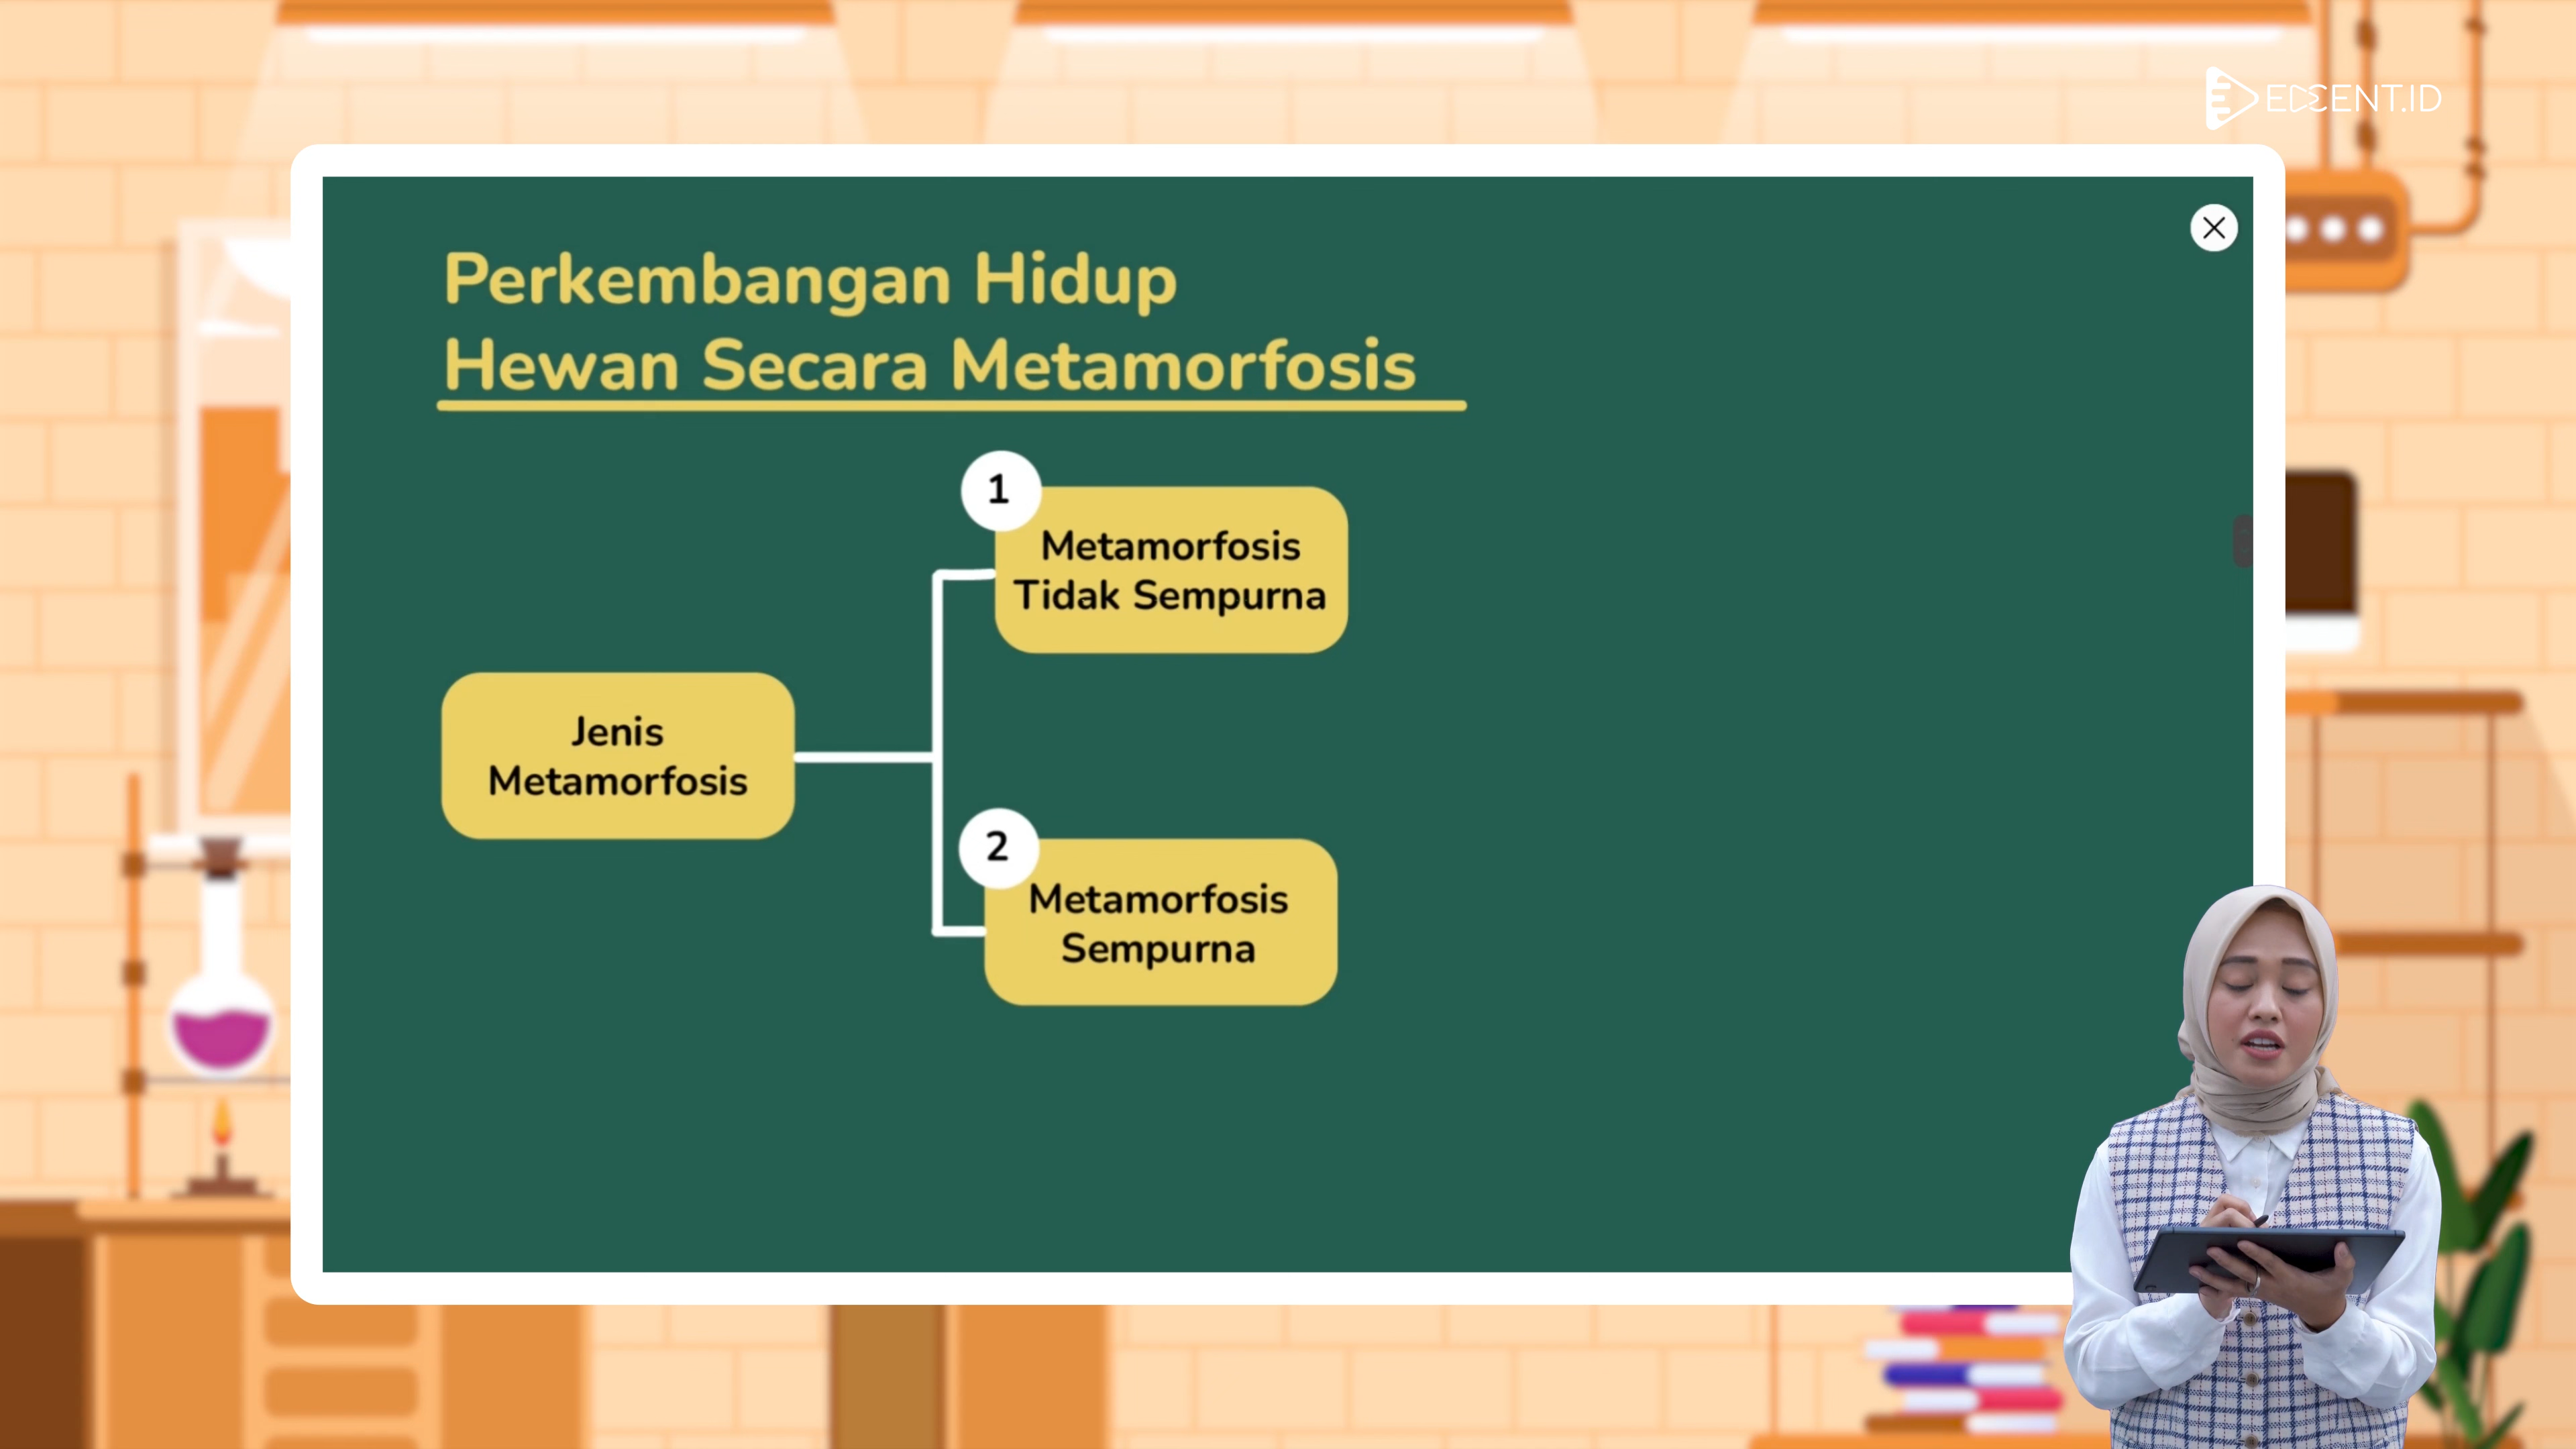 EDCENT.ID
Perkembangan Hidup
Hewan Secara Metamorfosis
1
Metamorfosis
Tidak Sempurna
Jenis
Metamorfosis
2
Metamorfosis
Sempurna